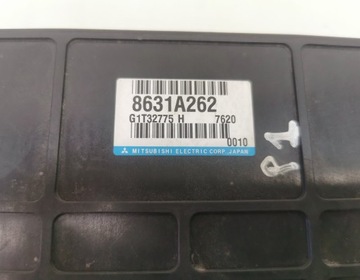 8631A262
G1T32775 H 7620
0010
MITSUBISHI ELECTRIC CORP. JAPAN